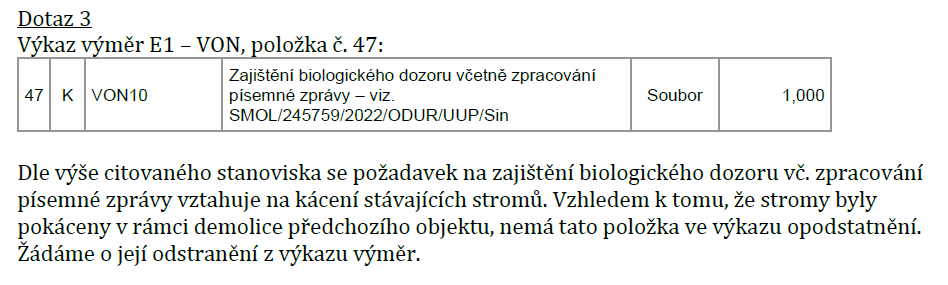 Dotaz 3
Výkaz výměr E1 – VON, položka č. 47:
47 K VON10 Zajištění biologického dozoru včetně zpracování
písemné zprávy – viz.
SMOL/245759/2022/ODUR/UUP/Sin Soubor 1,000
Dle výše citovaného stanoviska se požadavek na zajištění biologického dozoru vč. zpracování
písemné zprávy vztahuje na kácení stávajících stromů. Vzhledem k tomu, že stromy byly
pokáceny v rámci demolice předchozího objektu, nemá tato položka ve výkazu opodstatnění.
Žádáme o její odstranění z výkazu výměr.